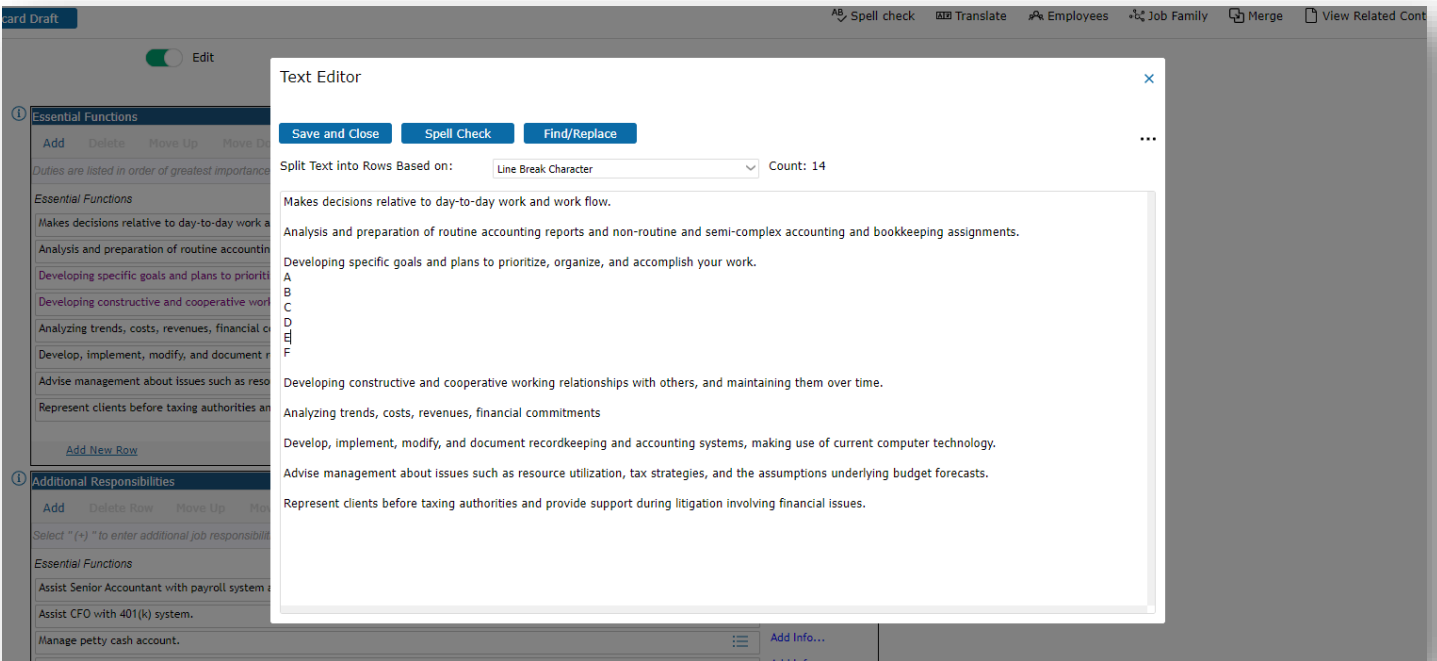 card Draft
Spell check
Translate
Employees
Job Family
Merge
View Related Cont
Edit
Text Editor
Essential Functions
Add Delete Move Up Move Do
Save and Close Spell Check Find/Replace
...
Split Text into Rows Based on: Line Break Character Count: 14
Duties are listed in order of greatest importance
Essential Functions
Makes decisions relative to day-to-day work a
Analysis and preparation of routine accountin
Developing specific goals and plans to prioriti
Developing constructive and cooperative work
Analyzing trends, costs, revenues, financial c
Develop, implement, modify, and document r
Advise management about issues such as reso
Represent clients before taxing authorities an
Add New Row
Makes decisions relative to day-to-day work and work flow.
Analysis and preparation of routine accounting reports and non-routine and semi-complex accounting and bookkeeping assignments.
Developing specific goals and plans to prioritize, organize, and accomplish your work.
A
B
C
D
E
F
Developing constructive and cooperative working relationships with others, and maintaining them over time.
Analyzing trends, costs, revenues, financial commitments
Develop, implement, modify, and document recordkeeping and accounting systems, making use of current computer technology.
Advise management about issues such as resource utilization, tax strategies, and the assumptions underlying budget forecasts.
Represent clients before taxing authorities and provide support during litigation involving financial issues.
Additional Responsibilities
Add Delete Row Move Up Mov
Select " (+) " to enter additional job responsibilit
Essential Functions
Assist Senior Accountant with payroll system a
Assist CFO with 401(k) system.
Manage petty cash account.
Add Info...